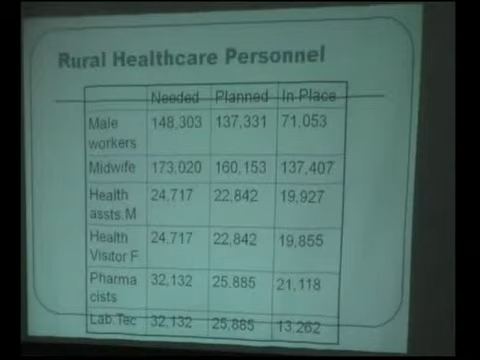 Rural Healthcare Personnel
Needed Planned In Place
Male workers 148,303 137,331 71,053
Midwife 173,020 160,153 137,407
Health assts.M 24,717 22,842 19,927
Health Visitor F 24,717 22,842 19,855
Pharma cists 32,132 25,885 21,118
Lab.Tec 32,132 25,885 13,262